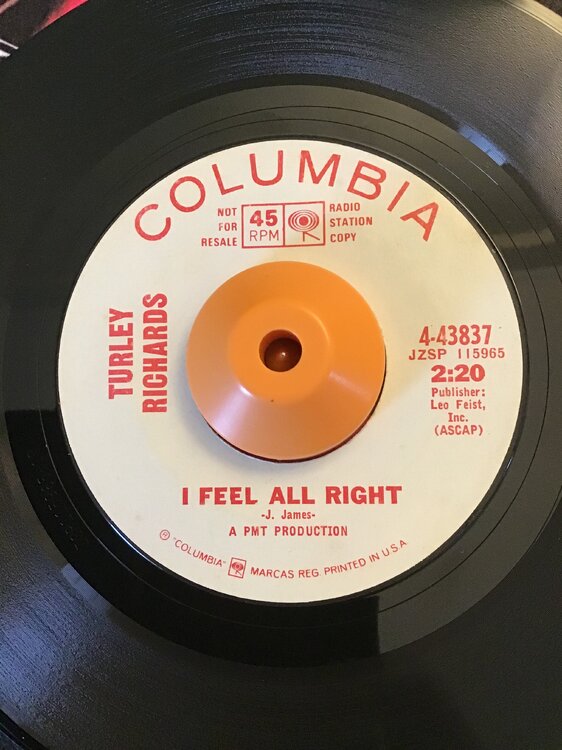 COLUMBIA
NOT
FOR
RESALE
45
RPM
RADIO
STATION
COPY
TURLEY
RICHARDS
4-43837
JZSP 115965
2:20
Publisher:
Leo Feist,
Inc.
(ASCAP)
I FEEL ALL RIGHT
-J. James-
A PMT PRODUCTION
® "COLUMBIA" MARCAS REG. PRINTED IN U.S.A.